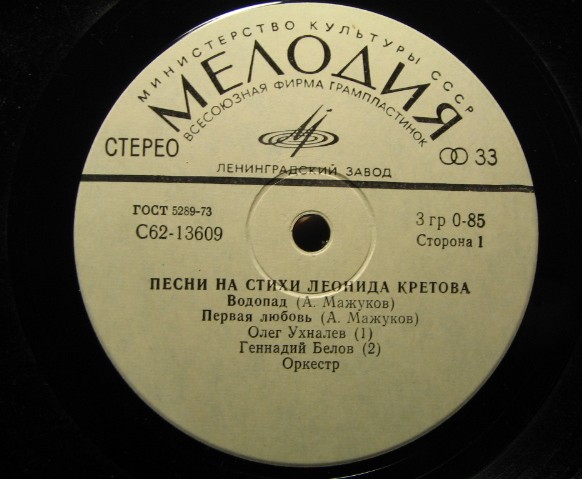 МИНИСТЕРСТВО КУЛЬТУРЫ СССР
МЕЛОДИЯ
ВСЕСОЮЗНАЯ ФИРМА ГРАМПЛАСТИНОК
СТЕРЕО
33
ЛЕНИНГРАДСКИЙ ЗАВОД
ГОСТ 5289-73
3 гр 0-85
С62-13609
Сторона 1
ПЕСНИ НА СТИХИ ЛЕОНИДА КРЕТОВА
Водопад (А. Мажуков)
Первая любовь (А. Мажуков)
Олег Ухналев (1)
Геннадий Белов (2)
Оркестр